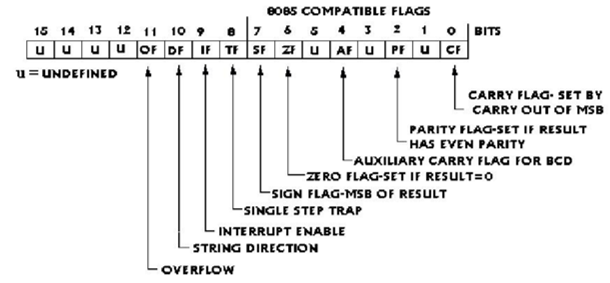 8085 COMPATIBLE FLAGS
15 14 13 12 11 10 9 8 7 6 5 4 3 2 1 0 BITS
U U U U OF DF IF TF SF ZF U AF U PF U CF
U = UNDEFINED
CARRY FLAG- SET BY
CARRY OUT OF MSB
PARITY FLAG-SET IF RESULT
HAS EVEN PARITY
AUXILIARY CARRY FLAG FOR BCD
ZERO FLAG-SET IF RESULT=0
SIGN FLAG-MSB OF RESULT
SINGLE STEP TRAP
INTERRUPT ENABLE
STRING DIRECTION
OVERFLOW